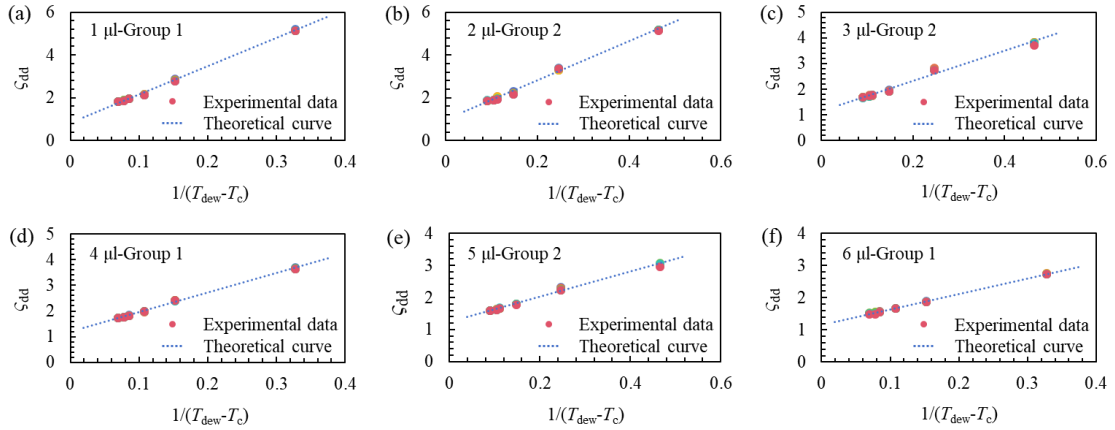 (a)
1 μl-Group 1
ςdd
6
4
2
0
Experimental data
Theoretical curve
0
0.1
0.2
0.3
0.4
1/(Tdew-Tc)
(b)
2 μl-Group 2
ςdd
6
4
2
0
Experimental data
Theoretical curve
0
0.2
0.4
0.6
1/(Tdew-Tc)
(c)
3 μl-Group 2
ςdd
5
4
3
2
1
0
Experimental data
Theoretical curve
0
0.2
0.4
0.6
1/(Tdew-Tc)
(d)
4 μl-Group 1
ςdd
5
4
3
2
1
0
Experimental data
Theoretical curve
0
0.1
0.2
0.3
0.4
1/(Tdew-Tc)
(e)
5 μl-Group 2
ςdd
4
3
2
1
0
Experimental data
Theoretical curve
0
0.2
0.4
0.6
1/(Tdew-Tc)
(f)
6 μl-Group 1
ςdd
4
3
2
1
0
Experimental data
Theoretical curve
0
0.1
0.2
0.3
0.4
1/(Tdew-Tc)